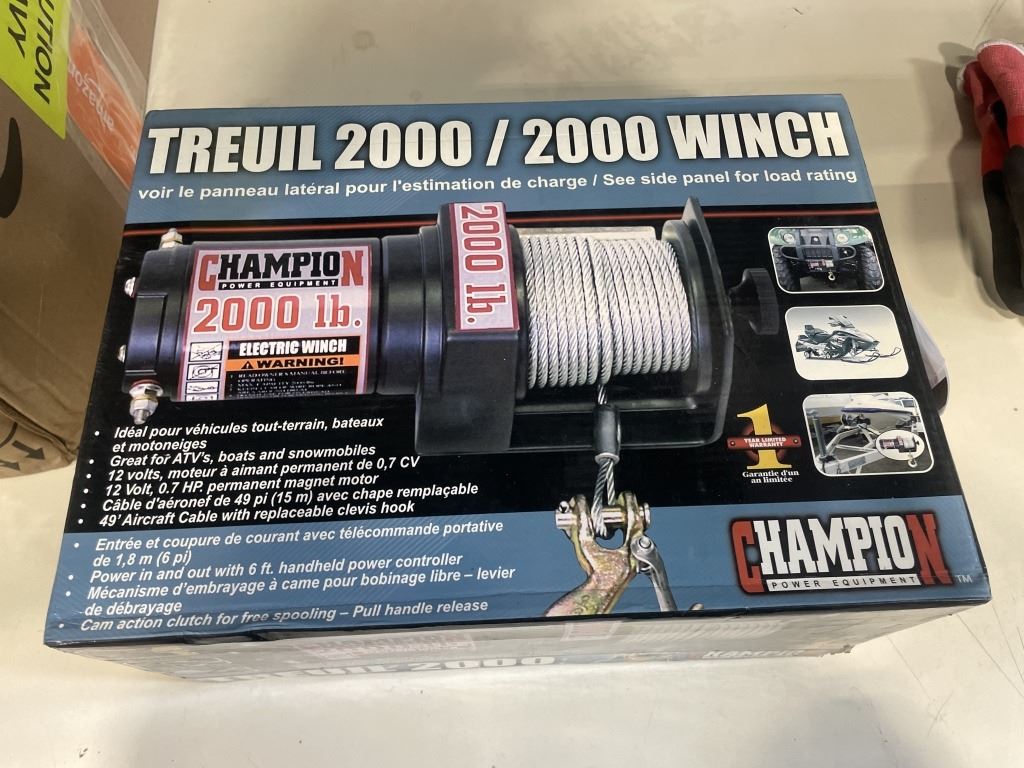 CAUTION
HEAVY
amazon
TREUIL 2000 / 2000 WINCH
voir le panneau latéral pour l'estimation de charge / See side panel for load rating
CHAMPION
POWER EQUIPMENT
2000 lb.
ELECTRIC WINCH
WARNING!
2000 lb.
• Idéal pour véhicules tout-terrain, bateaux
et motoneiges
• Great for ATV's, boats and snowmobiles
• 12 volts, moteur à aimant permanent de 0,7 CV
• 12 Volt, 0.7 HP. permanent magnet motor
• Câble d'aéronef de 49 pi (15 m) avec chape remplaçable
• 49' Aircraft Cable with replaceable clevis hook
• Entrée et coupure de courant avec télécommande portative
de 1,8 m (6 pi)
• Power in and out with 6 ft. handheld power controller
• Mécanisme d'embrayage à came pour bobinage libre – levier
de débrayage
• Cam action clutch for free spooling – Pull handle release
1
YEAR LIMITED
WARRANTY
Garantie d'un
an limitée
CHAMPION
POWER EQUIPMENT
TM
TREUIL 2000